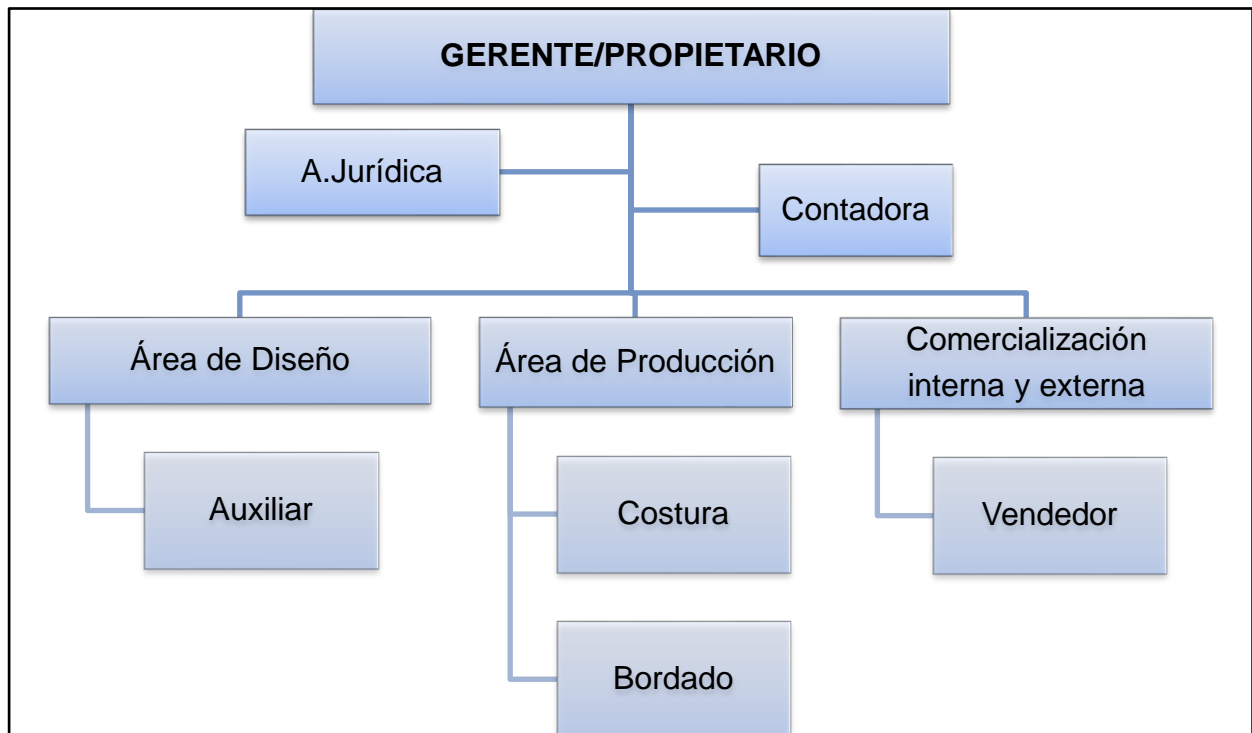 GERENTE/PROPIETARIO
A.Jurídica
Contadora
Área de Diseño
Área de Producción
Comercialización
interna y externa
Auxiliar
Costura
Vendedor
Bordado